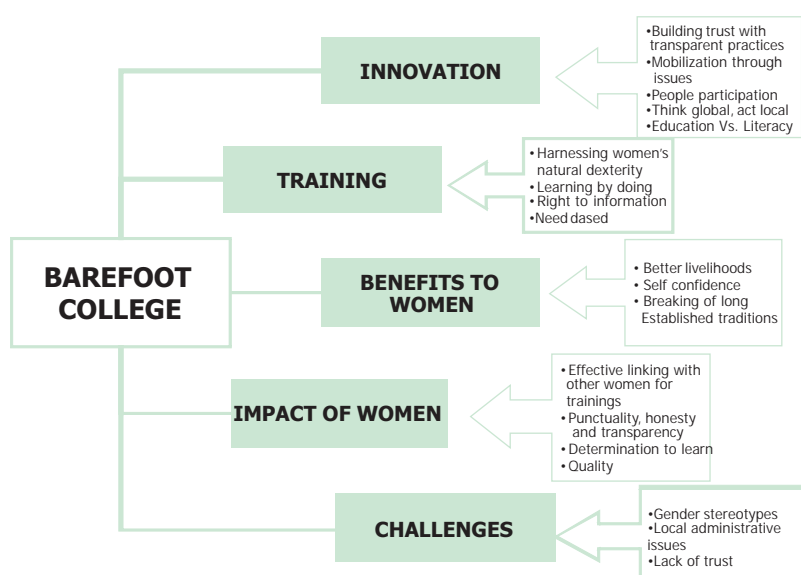 BAREFOOT
COLLEGE
INNOVATION
•Building trust with
transparent practices
•Mobilization through
issues
•People participation
•Think global, act local
•Education Vs. Literacy
TRAINING
• Harnessing women's
natural dexterity
• Learning by doing
• Right to information
•Need dased
BENEFITS TO
WOMEN
• Better livelihoods
• Self confidence
• Breaking of long
Established traditions
IMPACT OF WOMEN
• Effective linking with
other women for
trainings
• Punctuality, honesty
and transparency
• Determination to learn
• Quality
CHALLENGES
•Gender stereotypes
•Local administrative
issues
•Lack of trust